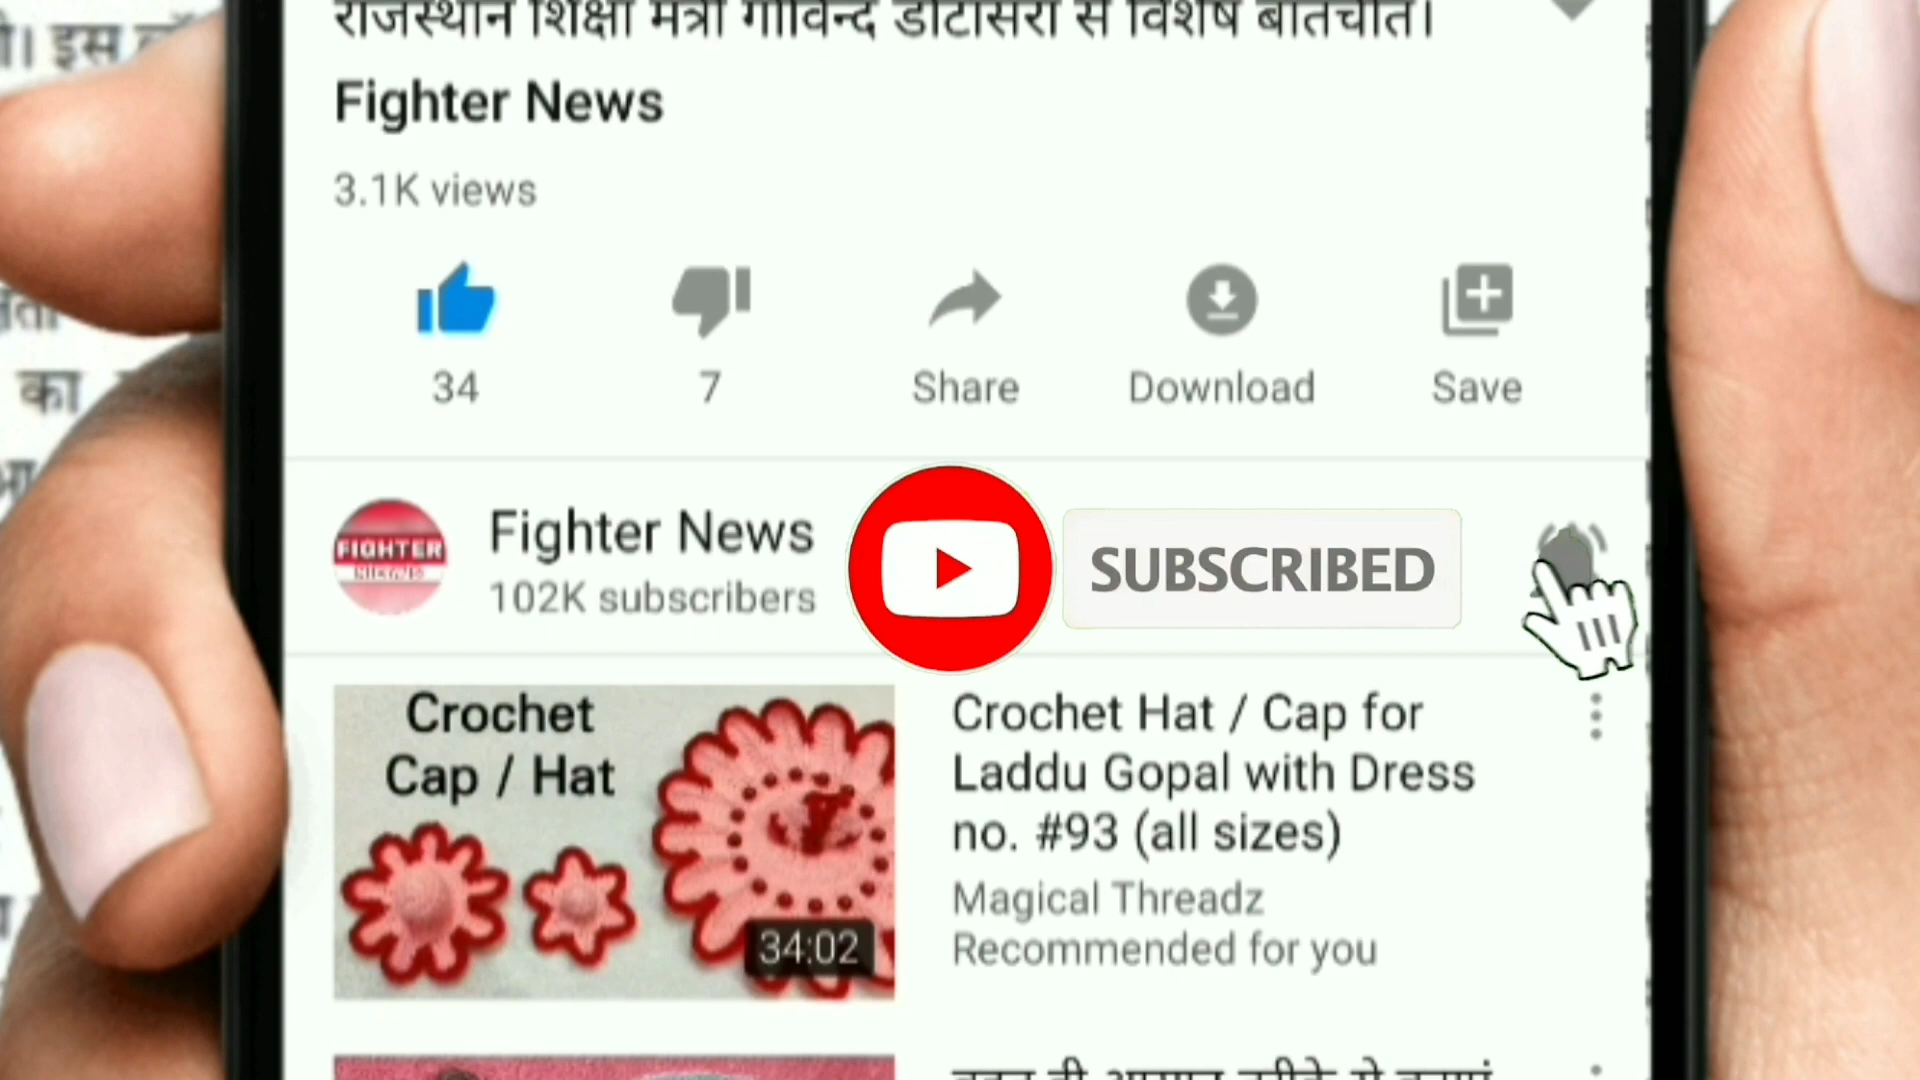 राजस्थान शिक्षा मंत्री गोविन्द डोटासरा से विशेष बातचीत।
Fighter News
3.1K views
34
7
Share
Download
Save
FIGHTER
Fighter News
102K subscribers
SUBSCRIBED
Crochet
Cap / Hat
34:02
Crochet Hat / Cap for
Laddu Gopal with Dress
no. #93 (all sizes)
Magical Threadz
Recommended for you
इस
का